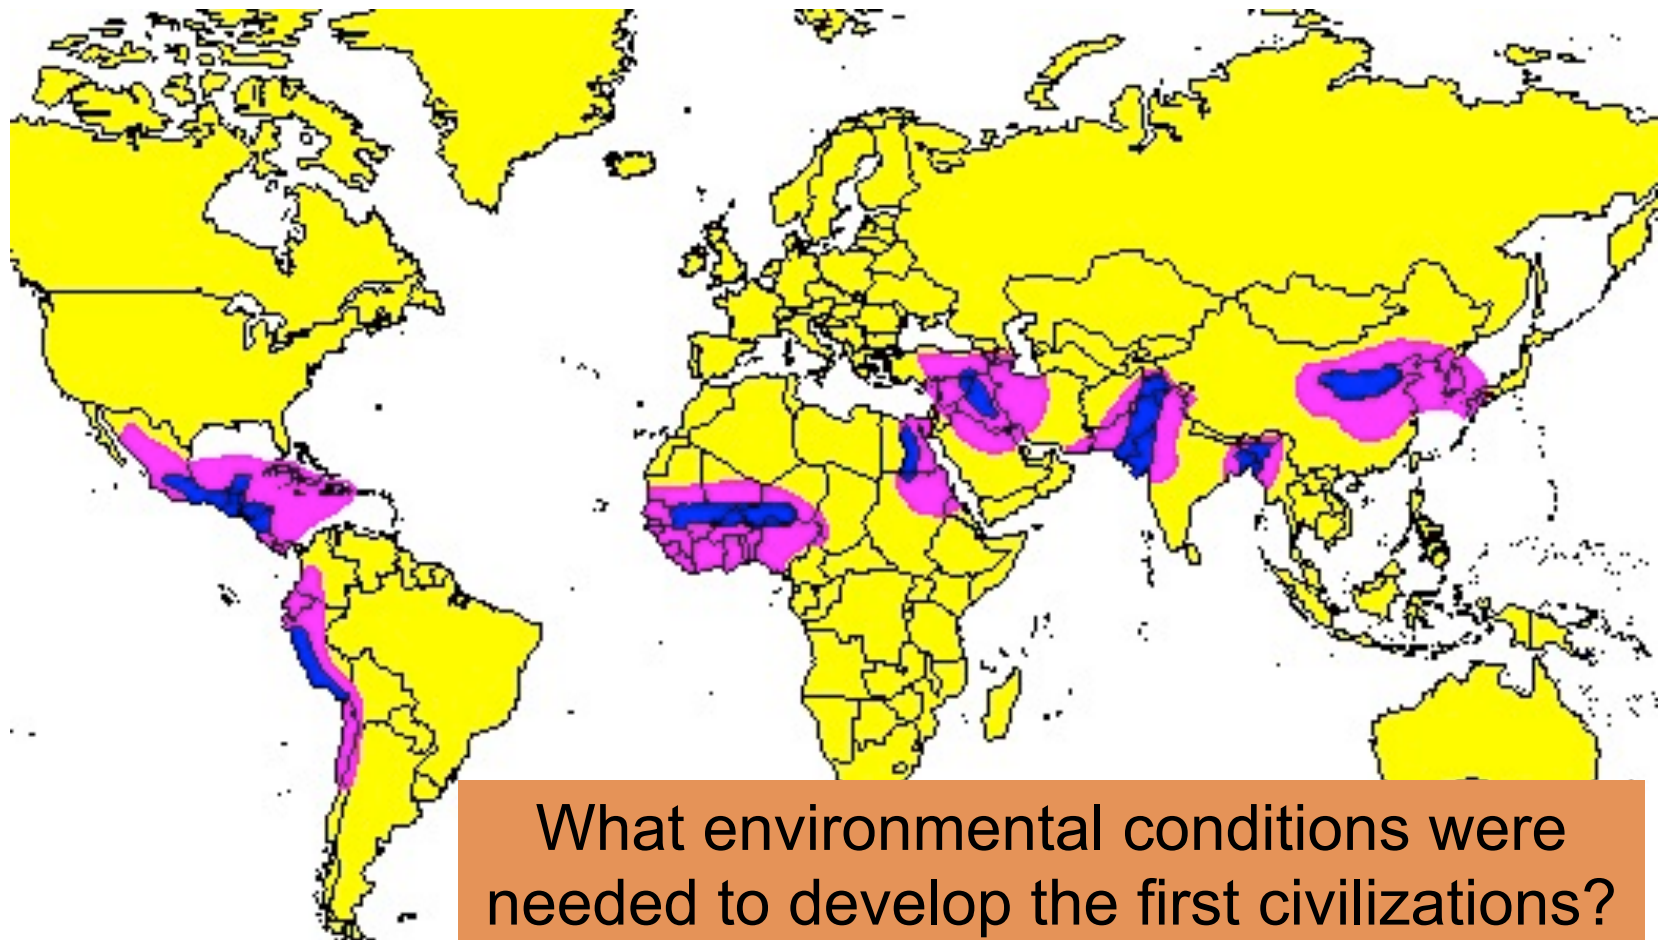 What environmental conditions were
needed to develop the first civilizations?